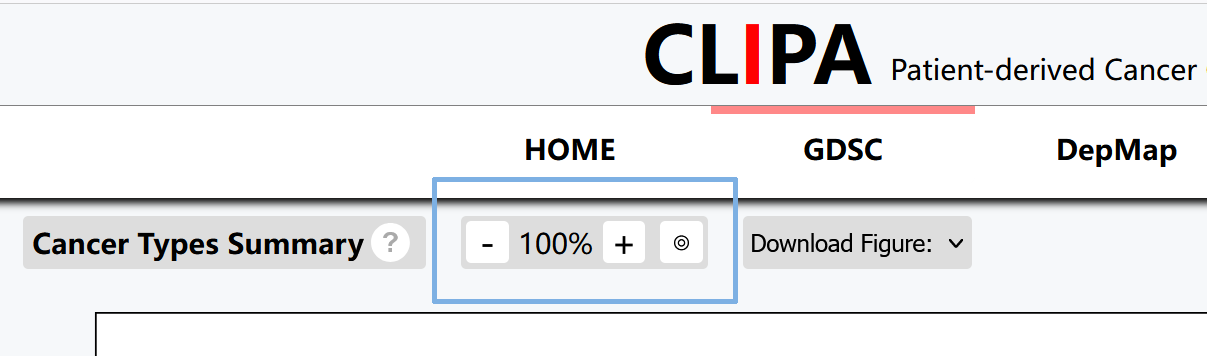 CLIPA Patient-derived Cancer
HOME GDSC DepMap
Cancer Types Summary ? - 100% + ◎ Download Figure: